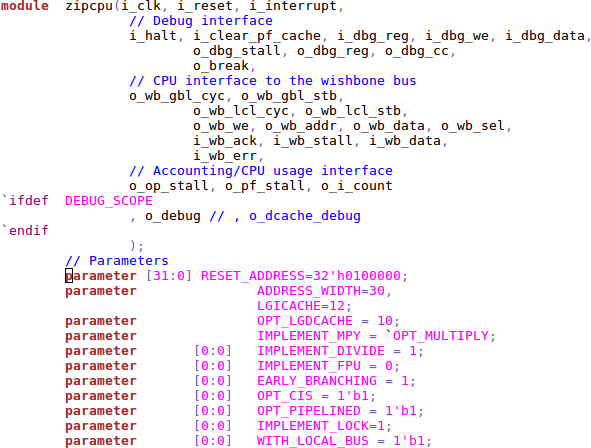 module zipcpu(i_clk, i_reset, i_interrupt,
// Debug interface
i_halt, i_clear_pf_cache, i_dbg_reg, i_dbg_we, i_dbg_data,
o_dbg_stall, o_dbg_reg, o_dbg_cc,
o_break,
// CPU interface to the wishbone bus
o_wb_gbl_cyc, o_wb_gbl_stb,
o_wb_lcl_cyc, o_wb_lcl_stb,
o_wb_we, o_wb_addr, o_wb_data, o_wb_sel,
i_wb_ack, i_wb_stall, i_wb_data,
i_wb_err,
// Accounting/CPU usage interface
o_op_stall, o_pf_stall, o_i_count
`ifdef DEBUG_SCOPE
, o_debug // , o_dcache_debug
`endif
);
// Parameters
parameter [31:0] RESET_ADDRESS=32'h0100000;
parameter ADDRESS_WIDTH=30,
LGICACHE=12;
parameter OPT_LGDCACHE = 10;
parameter IMPLEMENT_MPY = `OPT_MULTIPLY;
parameter [0:0] IMPLEMENT_DIVIDE = 1;
parameter [0:0] IMPLEMENT_FPU = 0;
parameter [0:0] EARLY_BRANCHING = 1;
parameter [0:0] OPT_CIS = 1'b1;
parameter [0:0] OPT_PIPELINED = 1'b1;
parameter [0:0] IMPLEMENT_LOCK=1;
parameter [0:0] WITH_LOCAL_BUS = 1'b1;